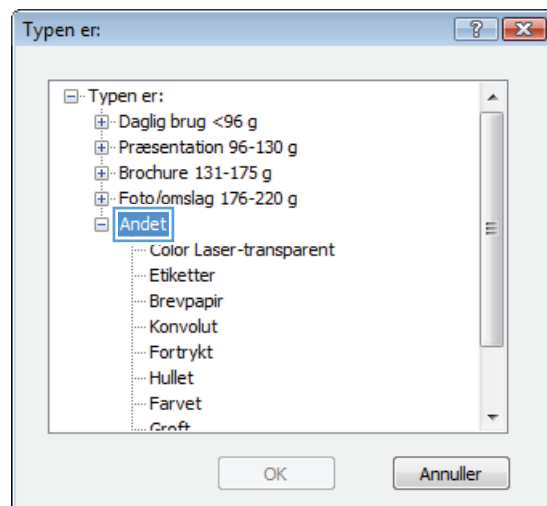 Typen er:
Typen er:
Daglig brug <96 g
Præsentation 96-130 g
Brochure 131-175 g
Foto/omslag 176-220 g
Andet
Color Laser-transparent
Etiketter
Brevpapir
Konvolut
Fortrykt
Hullet
Farvet
Groft
OK Annuller